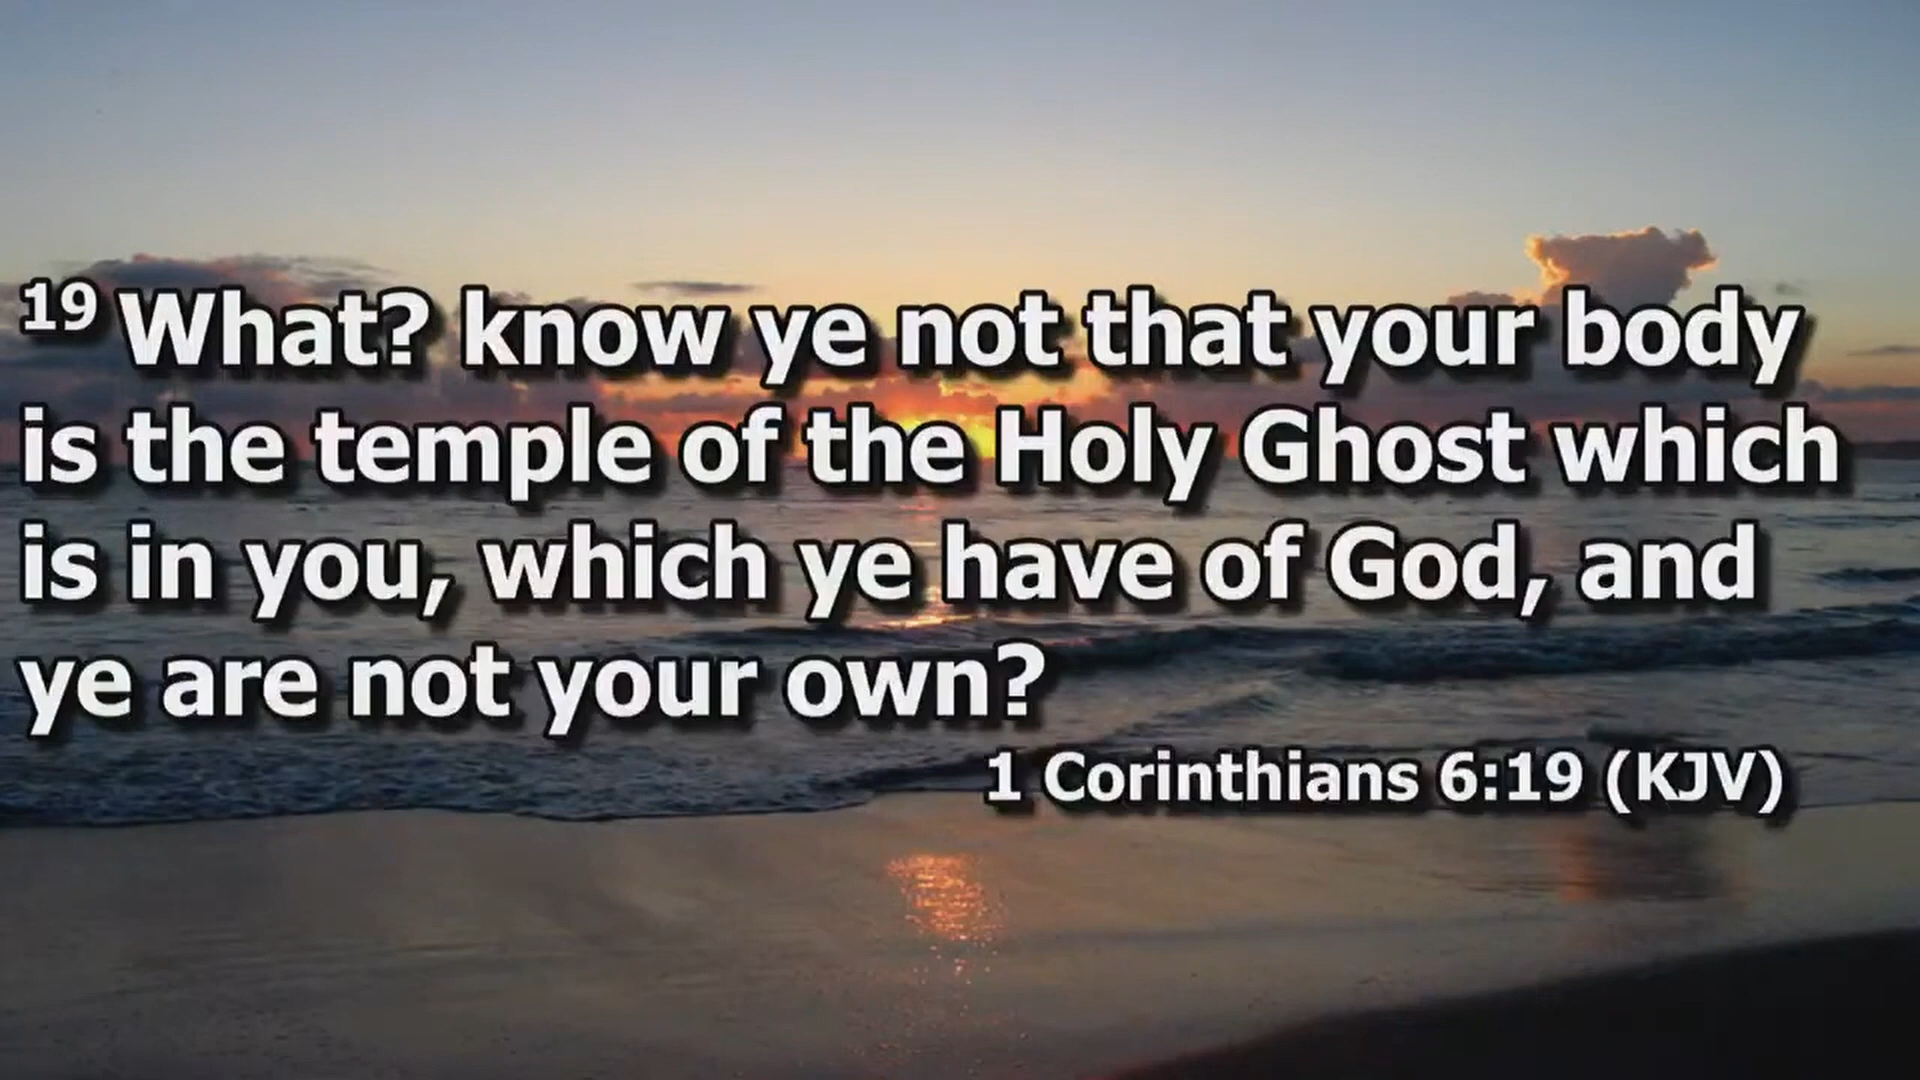 19 What? know ye not that your body
is the temple of the Holy Ghost which
is in you, which ye have of God, and
ye are not your own?
1 Corinthians 6:19 (KJV)